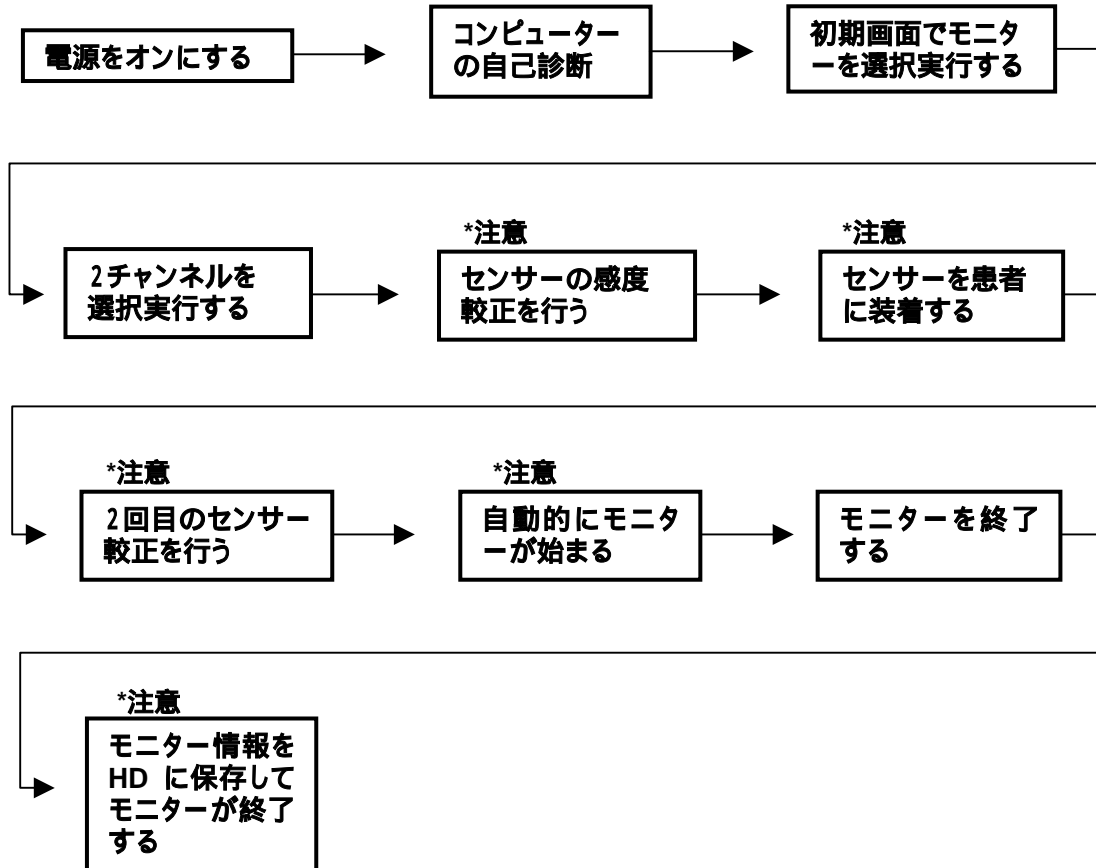 電源をオンにする
コンピューター
の自己診断
初期画面でモニタ
ーを選択実行する
2チャンネルを
選択実行する
*注意
センサーの感度
較正を行う
*注意
センサーを患者
に装着する
*注意
2回目のセンサー
較正を行う
*注意
自動的にモニタ
ーが始まる
モニターを終了
する
*注意
モニター情報を
HD に保存して
モニターが終了
する